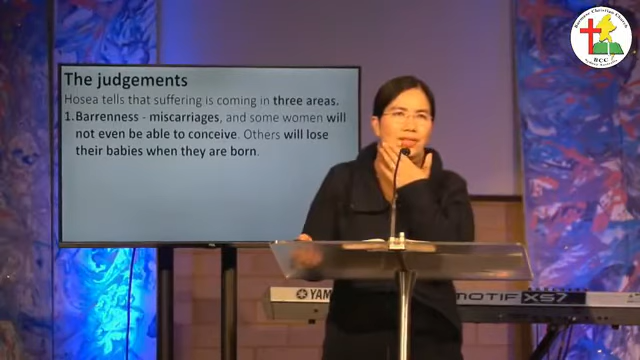 The judgements
Hosea tells that suffering is coming in three areas.
1. Barrenness - miscarriages, and some women will
not even be able to conceive. Others will lose
their babies when they are born.
YAM
MOTIF XS7
BCC